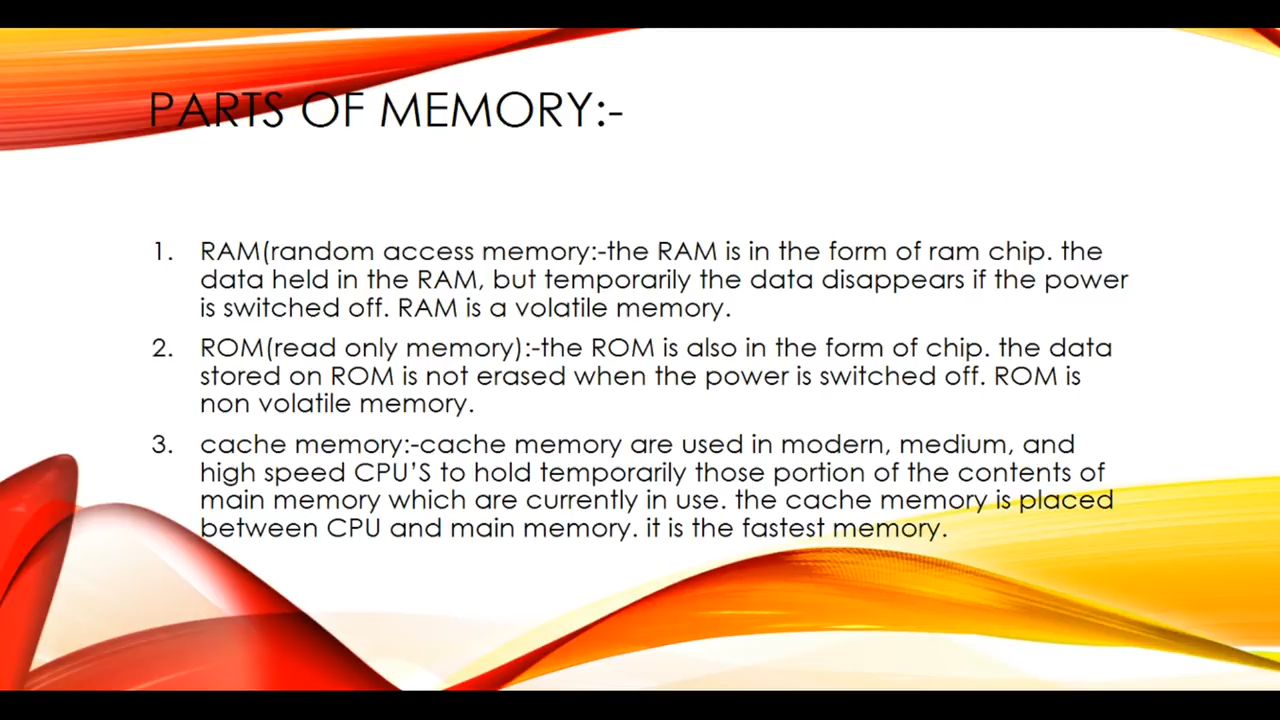 PARTS OF MEMORY:-
1. RAM(random access memory:-the RAM is in the form of ram chip. the
data held in the RAM, but temporarily the data disappears if the power
is switched off. RAM is a volatile memory.
2. ROM(read only memory):-the ROM is also in the form of chip. the data
stored on ROM is not erased when the power is switched off. ROM is
non volatile memory.
3. cache memory:-cache memory are used in modern, medium, and
high speed CPU'S to hold temporarily those portion of the contents of
main memory which are currently in use. the cache memory is placed
between CPU and main memory. it is the fastest memory.